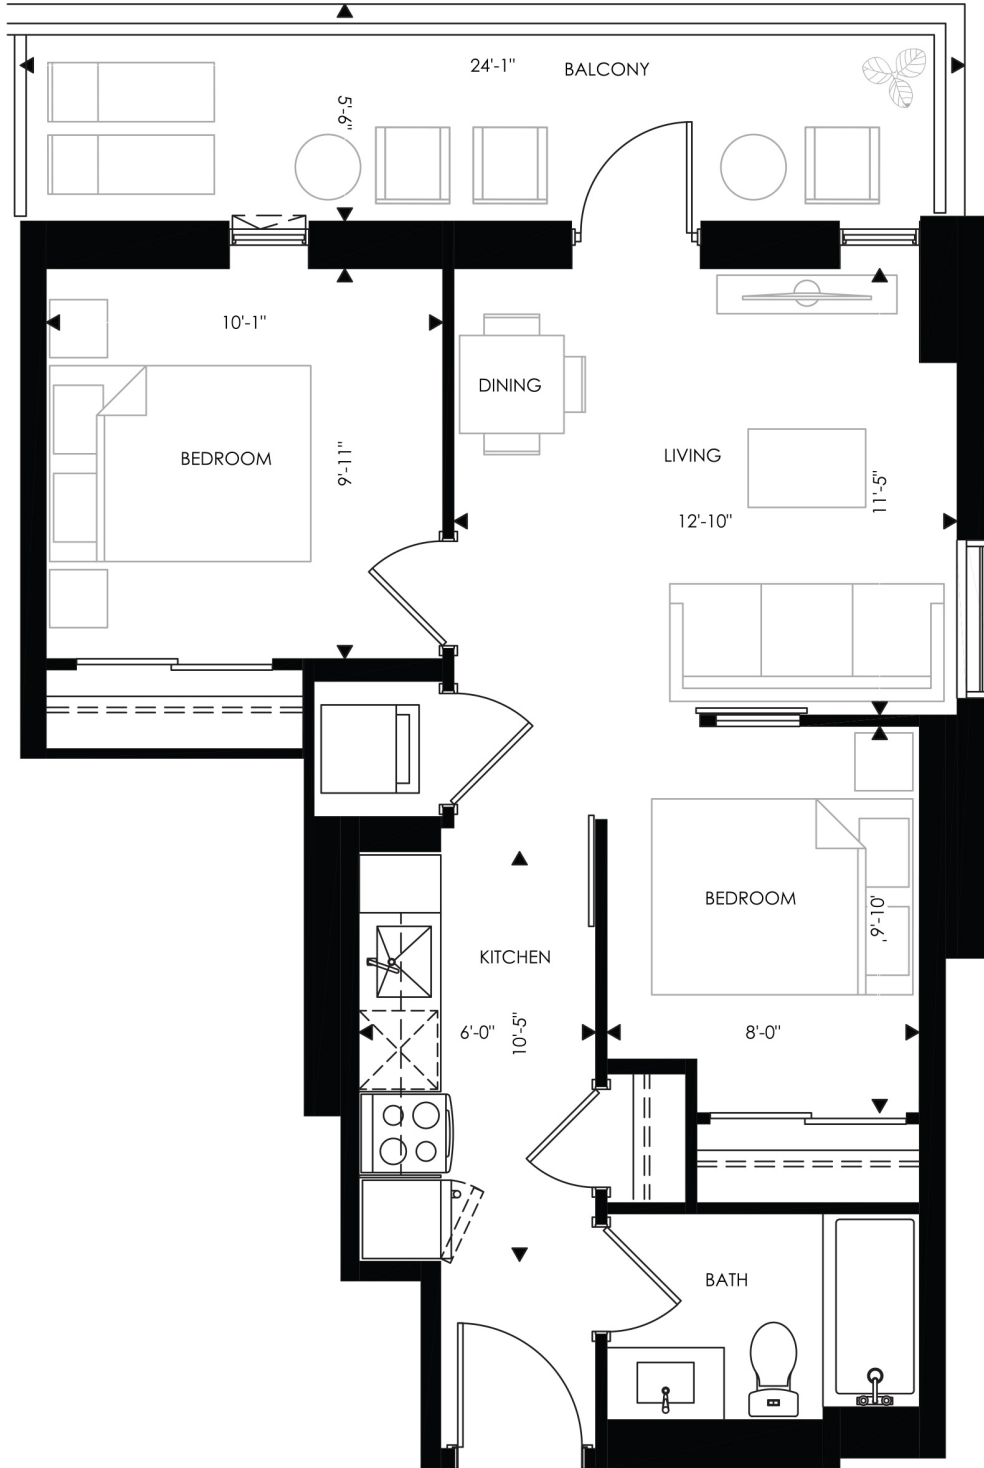 24'-1"
BALCONY
5'-6"
10'-1"
DINING
BEDROOM
9'-11"
LIVING
11'-5"
12'-10"
BEDROOM
9'-10'
KITCHEN
6'-0"
10'-5"
8'-0"
BATH